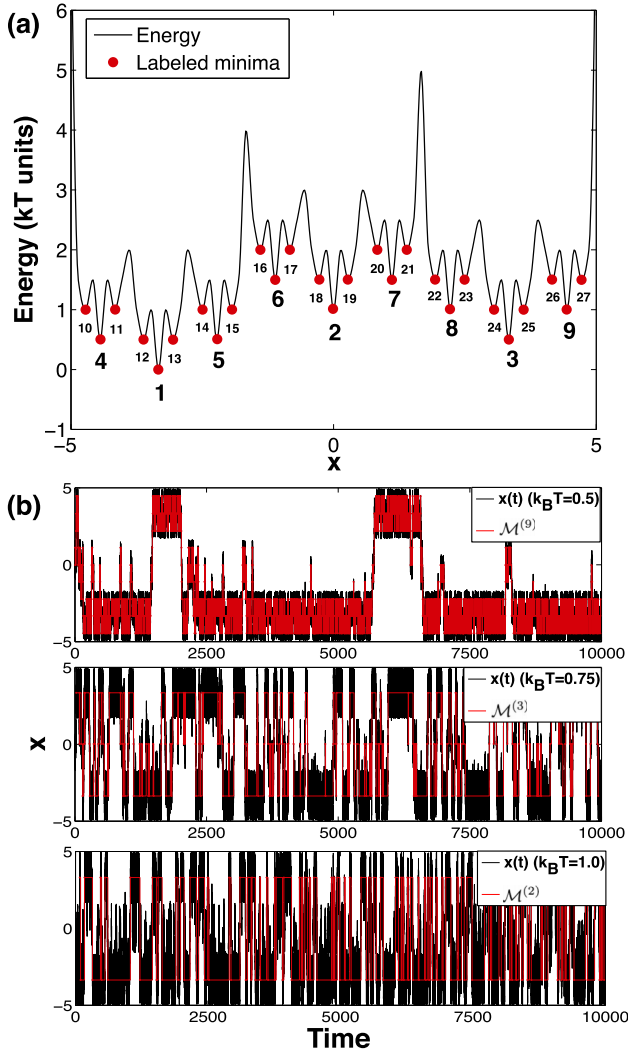 (a)
Energy
Labeled minima
6
5
4
3
2
1
0
−1
Energy (kT units)
16 17 20 21
6 7
10 11 14 15 18 19 22 23 26 27
4 5 2 8 9
12 13 24 25
1 3
−5 0 5
x
(b)
x(t) (k_BT=0.5)
ℳ⁽⁹⁾
5
0
−5
0 2500 5000 7500 10000
x(t) (k_BT=0.75)
ℳ⁽³⁾
5
0
−5
x
0 2500 5000 7500 10000
x(t) (k_BT=1.0)
ℳ⁽²⁾
5
0
−5
0 2500 5000 7500 10000
Time